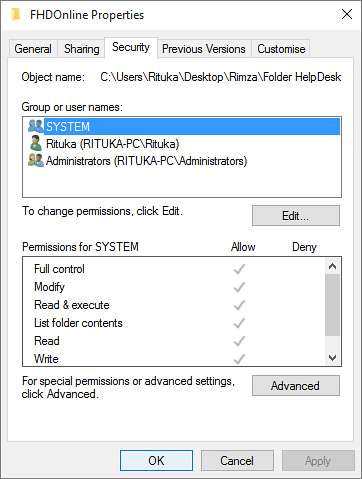 FHDOnline Properties
General Sharing Security Previous Versions Customise
Object name: C:\Users\Rituka\Desktop\Rimza\Folder HelpDesk
Group or user names:
SYSTEM
Rituka (RITUKA-PC\Rituka)
Administrators (RITUKA-PC\Administrators)
To change permissions, click Edit.
Edit...
Permissions for SYSTEM Allow Deny
Full control
Modify
Read & execute
List folder contents
Read
Write
For special permissions or advanced settings,
click Advanced.
Advanced
OK Cancel Apply